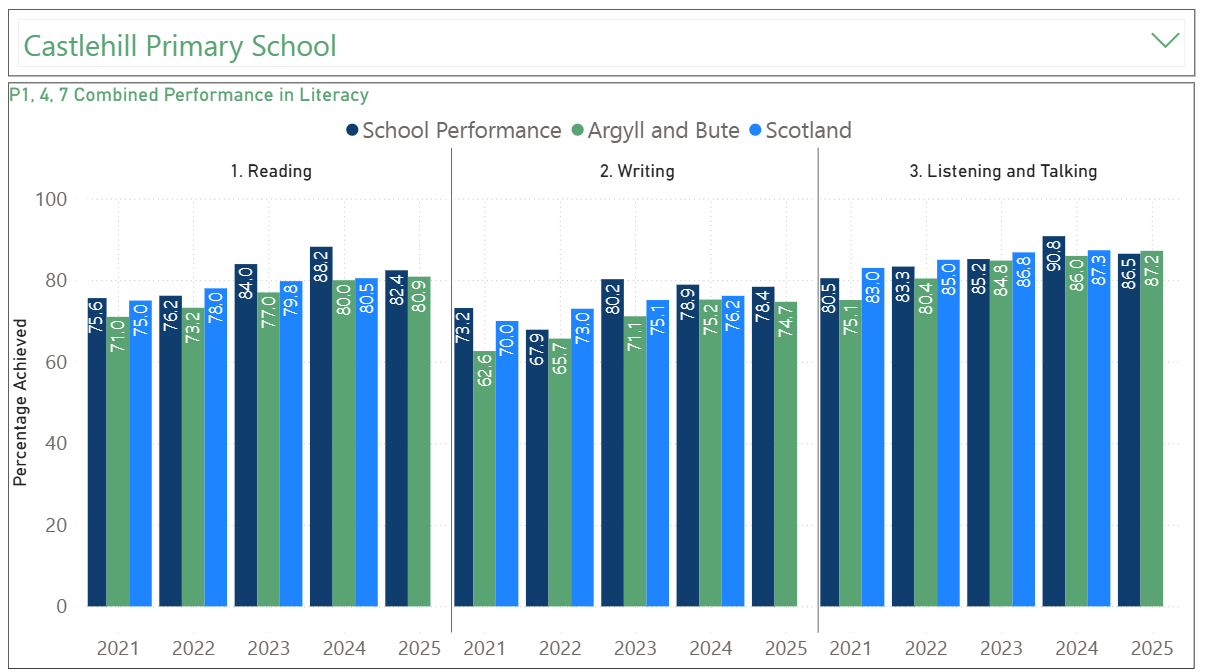 Castlehill Primary School
P1, 4, 7 Combined Performance in Literacy
School Performance Argyll and Bute Scotland
1. Reading 2. Writing 3. Listening and Talking
Percentage Achieved
100
80
60
40
20
0
75.6 71.0 75.0 76.2 73.2 78.0 84.0 77.0 79.8 88.2 80.0 80.5 82.4 80.9
73.2 62.6 70.0 67.9 65.7 73.0 80.2 71.1 75.1 78.9 75.2 76.2 78.4 74.7
80.5 75.1 83.0 83.3 80.4 85.0 85.2 84.8 86.8 90.8 86.0 87.3 86.5 87.2
2021 2022 2023 2024 2025 2021 2022 2023 2024 2025 2021 2022 2023 2024 2025